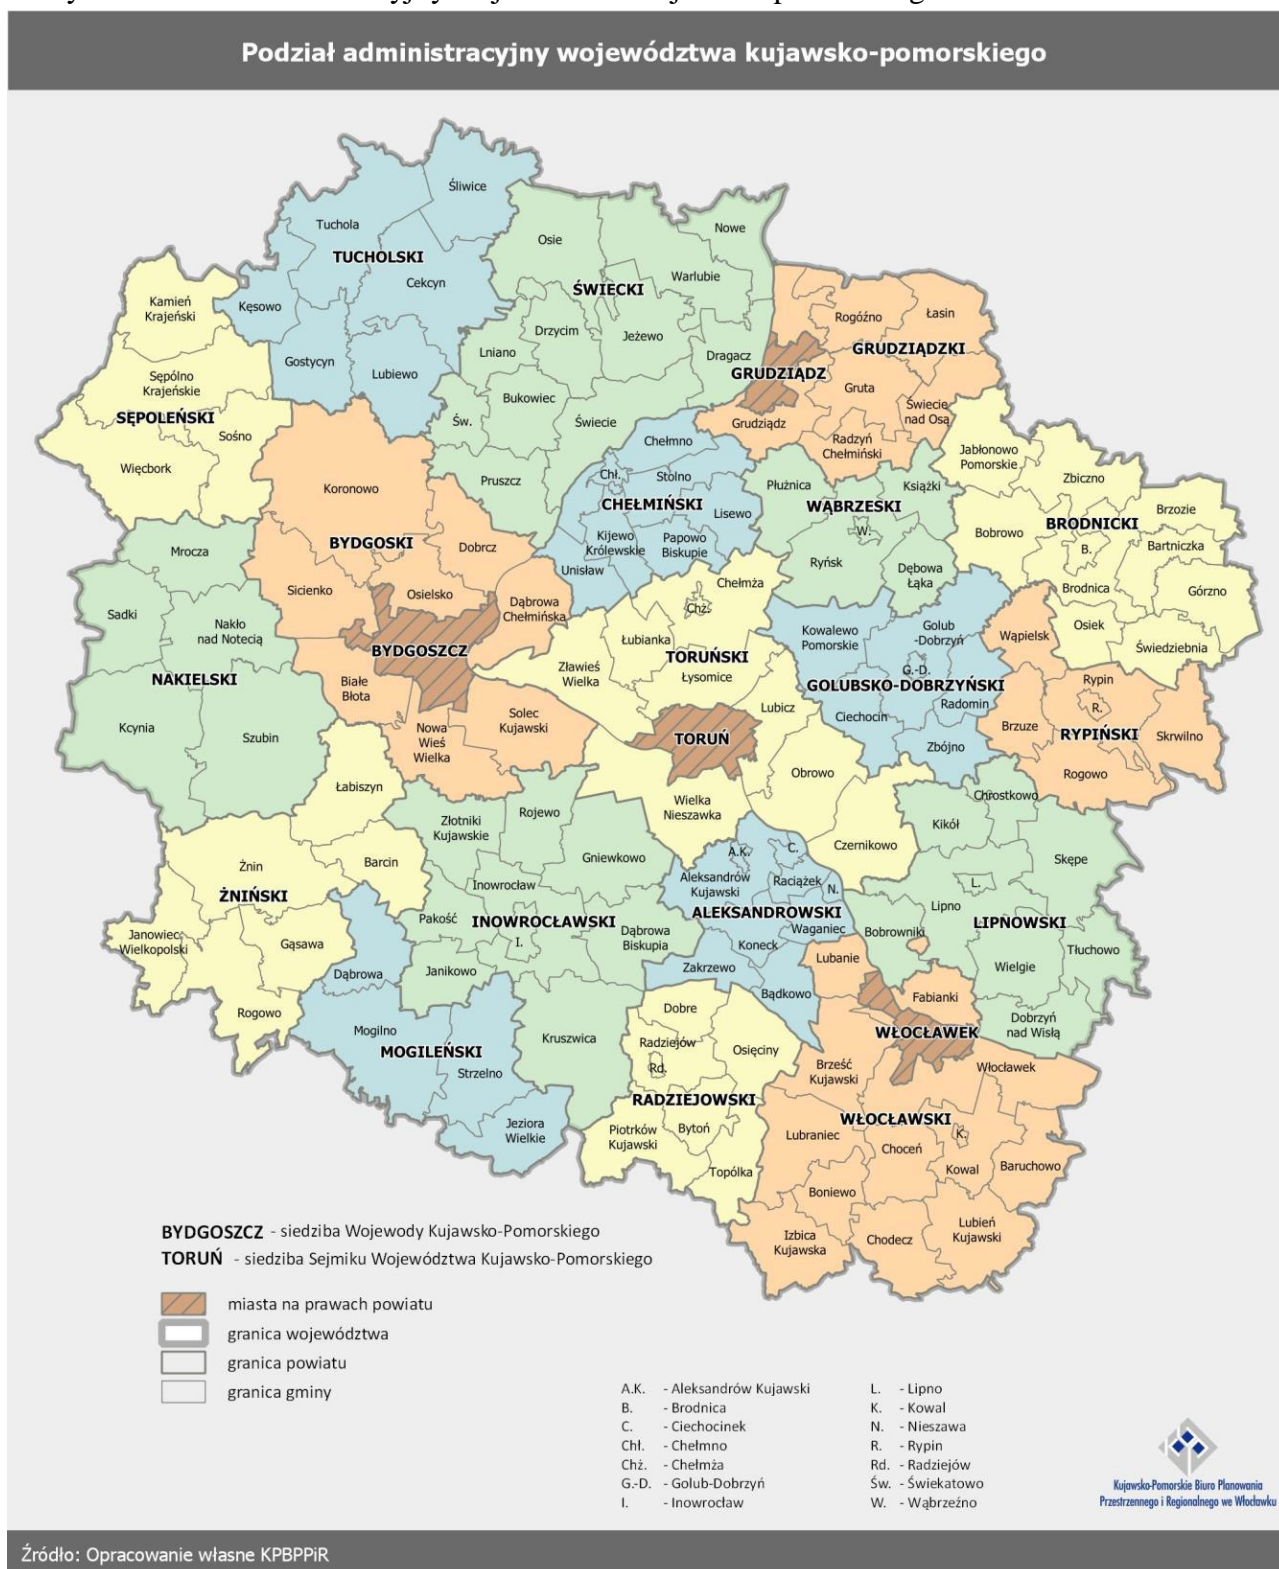 Podział administracyjny województwa kujawsko-pomorskiego
Śliwice
Tuchola
TUCHOLSKI
Cekcyn
Kęsowo
Gostycyn
Lubiewo
Nowe
Osie
Warlubie
ŚWIECKI
Drzycim
Jeżewo
Lniano
Dragacz
Bukowiec
Św.
Świecie
Pruszcz
Kamień
Krajeński
Sępólno
Krajeńskie
SĘPOLEŃSKI
Sośno
Więcbork
Rogóźno
Łasin
GRUDZIĄDZKI
GRUDZIĄDZ
Gruta
Świecie
nad Osą
Grudziądz
Radzyń
Chełmiński
Chełmno
Chł.
Stolno
CHEŁMIŃSKI
Lisewo
Kijewo
Królewskie
Papowo
Biskupie
Unisław
Płużnica
Książki
WĄBRZESKI
W.
Ryńsk
Dębowa
Łąka
Jabłonowo
Pomorskie
Zbiczno
Brzozie
BRODNICKI
Bobrowo
B.
Bartniczka
Brodnica
Górzno
Osiek
Świedziebnia
Koronowo
BYDGOSKI
Dobrcz
Sicienko
Osielsko
Dąbrowa
Chełmińska
BYDGOSZCZ
Białe
Błota
Nowa
Wieś
Wielka
Solec
Kujawski
Mrocza
Sadki
Nakło
nad Notecią
NAKIELSKI
Kcynia
Szubin
Chełmża
Chż.
Łubianka
TORUŃSKI
Zławieś
Wielka
Łysomice
Lubicz
TORUŃ
Obrowo
Wielka
Nieszawka
Czernikowo
Kowalewo
Pomorskie
Golub
-Dobrzyń
G.-D.
GOLUBSKO-DOBRZYŃSKI
Ciechocin
Radomin
Zbójno
Wąpielsk
Rypin
R.
Brzuze
RYPIŃSKI
Skrwilno
Rogowo
Łabiszyn
Barcin
Żnin
ŻNIŃSKI
Janowiec
Wielkopolski
Gąsawa
Rogowo
Złotniki
Kujawskie
Rojewo
Gniewkowo
Inowrocław
Pakość
INOWROCŁAWSKI
I.
Dąbrowa
Biskupia
Janikowo
Kruszwica
A.K.
C.
Aleksandrów
Kujawski
Raciążek
N.
ALEKSANDROWSKI
Waganiec
Koneck
Zakrzewo
Bądkowo
Chrostkowo
Kikół
Skępe
L.
Lipno
Bobrowniki
LIPNOWSKI
Tłuchowo
Wielgie
Dobrzyń
nad Wisłą
Dąbrowa
Mogilno
MOGILEŃSKI
Strzelno
Jeziora
Wielkie
Dobre
Radziejów
Osięciny
Rd.
RADZIEJOWSKI
Piotrków
Kujawski
Bytoń
Topólka
Lubanie
Fabianki
WŁOCŁAWEK
Brześć
Kujawski
Włocławek
WŁOCŁAWSKI
Lubraniec
Choceń
K.
Kowal
Baruchowo
Boniewo
Izbica
Kujawska
Chodecz
Lubień
Kujawski
BYDGOSZCZ - siedziba Wojewody Kujawsko-Pomorskiego
TORUŃ - siedziba Sejmiku Województwa Kujawsko-Pomorskiego
miasta na prawach powiatu
granica województwa
granica powiatu
granica gminy
A.K. - Aleksandrów Kujawski
B. - Brodnica
C. - Ciechocinek
Chł. - Chełmno
Chż. - Chełmża
G.-D. - Golub-Dobrzyń
I. - Inowrocław
L. - Lipno
K. - Kowal
N. - Nieszawa
R. - Rypin
Rd. - Radziejów
Św. - Świekatowo
W. - Wąbrzeźno
Kujawsko-Pomorskie Biuro Planowania
Przestrzennego i Regionalnego we Włocławku
Źródło: Opracowanie własne KPBPPiR